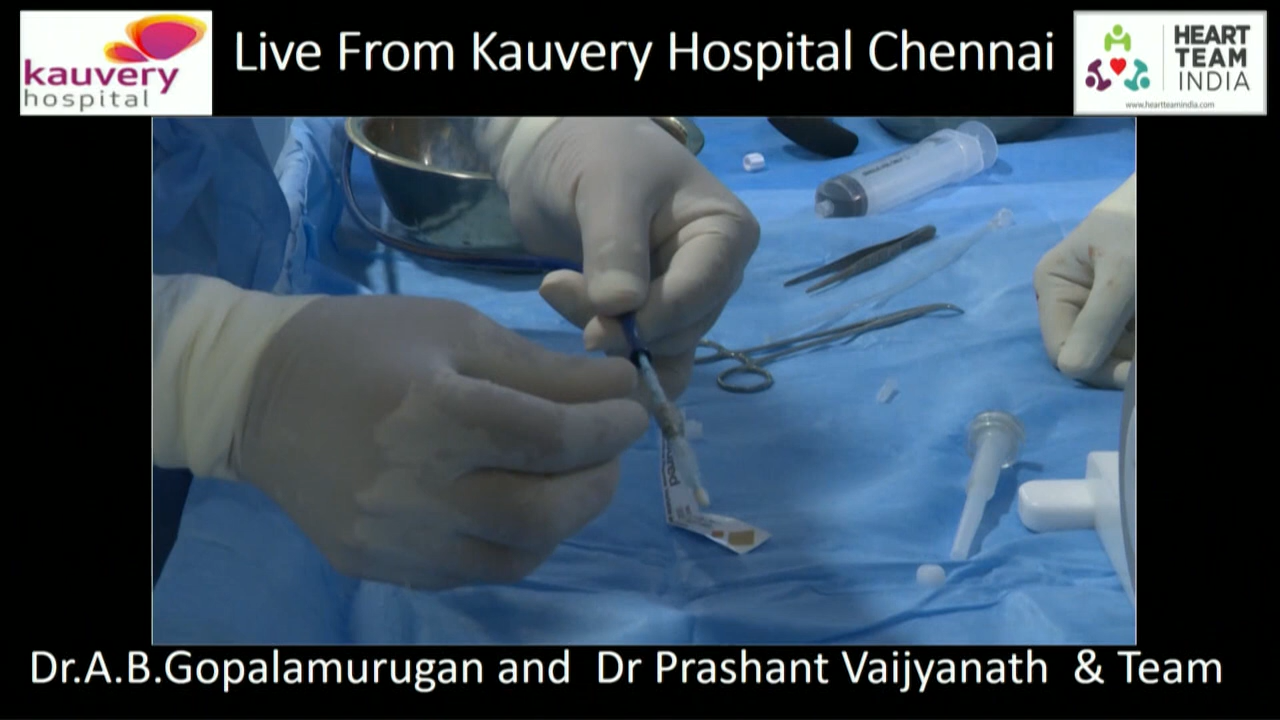 kauvery
hospital
Live From Kauvery Hospital Chennai
HEART
TEAM
INDIA
www.heartteamindia.com
Dr.A.B.Gopalamurugan and Dr Prashant Vaijyanath & Team